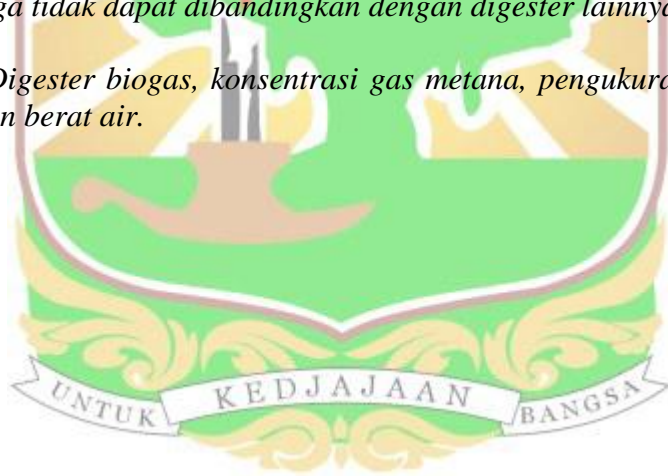 ga tidak dapat dibandingkan dengan digester lainnya
Digester biogas, konsentrasi gas metana, pengukura
n berat air.
UNTUK KEDJAJAAN BANGSA